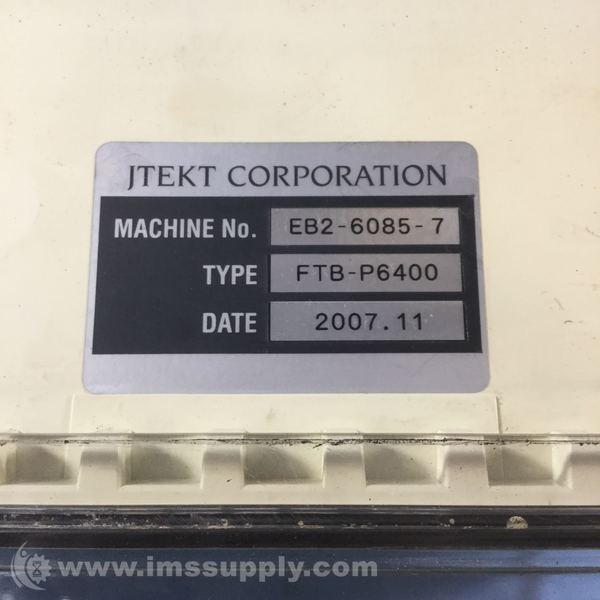 JTEKT CORPORATION
MACHINE No. EB2-6085-7
TYPE FTB-P6400
DATE 2007.11
www.imssupply.com